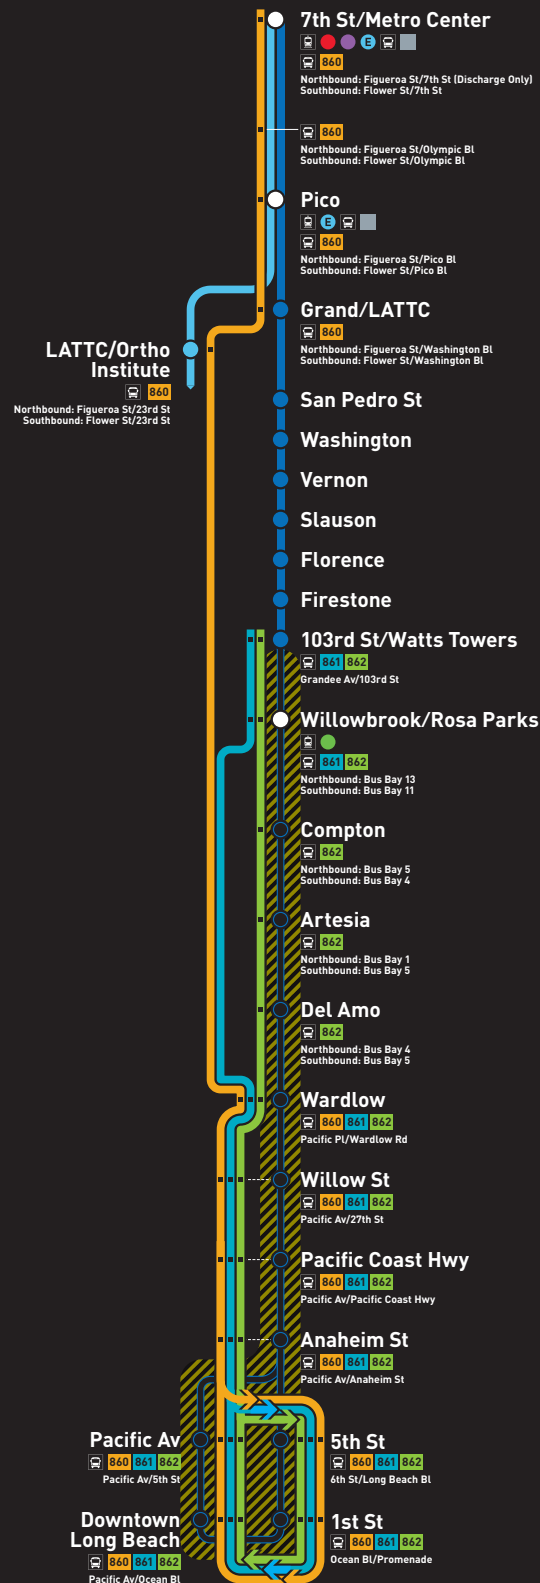 7th St/Metro Center
E
860
Northbound: Figueroa St/7th St (Discharge Only)
Southbound: Flower St/7th St
860
Northbound: Figueroa St/Olympic Bl
Southbound: Flower St/Olympic Bl
Pico
E
860
Northbound: Figueroa St/Pico Bl
Southbound: Flower St/Pico Bl
Grand/LATTC
860
Northbound: Figueroa St/Washington Bl
Southbound: Flower St/Washington Bl
LATTC/Ortho
Institute
860
Northbound: Figueroa St/23rd St
Southbound: Flower St/23rd St
San Pedro St
Washington
Vernon
Slauson
Florence
Firestone
103rd St/Watts Towers
861 862
Grandee Av/103rd St
Willowbrook/Rosa Parks
861 862
Northbound: Bus Bay 13
Southbound: Bus Bay 11
Compton
862
Northbound: Bus Bay 5
Southbound: Bus Bay 4
Artesia
862
Northbound: Bus Bay 1
Southbound: Bus Bay 5
Del Amo
862
Northbound: Bus Bay 4
Southbound: Bus Bay 5
Wardlow
860 861 862
Pacific Pl/Wardlow Rd
Willow St
860 861 862
Pacific Av/27th St
Pacific Coast Hwy
860 861 862
Pacific Av/Pacific Coast Hwy
Anaheim St
860 861 862
Pacific Av/Anaheim St
Pacific Av
860 861 862
Pacific Av/5th St
5th St
860 861 862
6th St/Long Beach Bl
Downtown
Long Beach
860 861 862
Pacific Av/Ocean Bl
1st St
860 861 862
Ocean Bl/Promenade